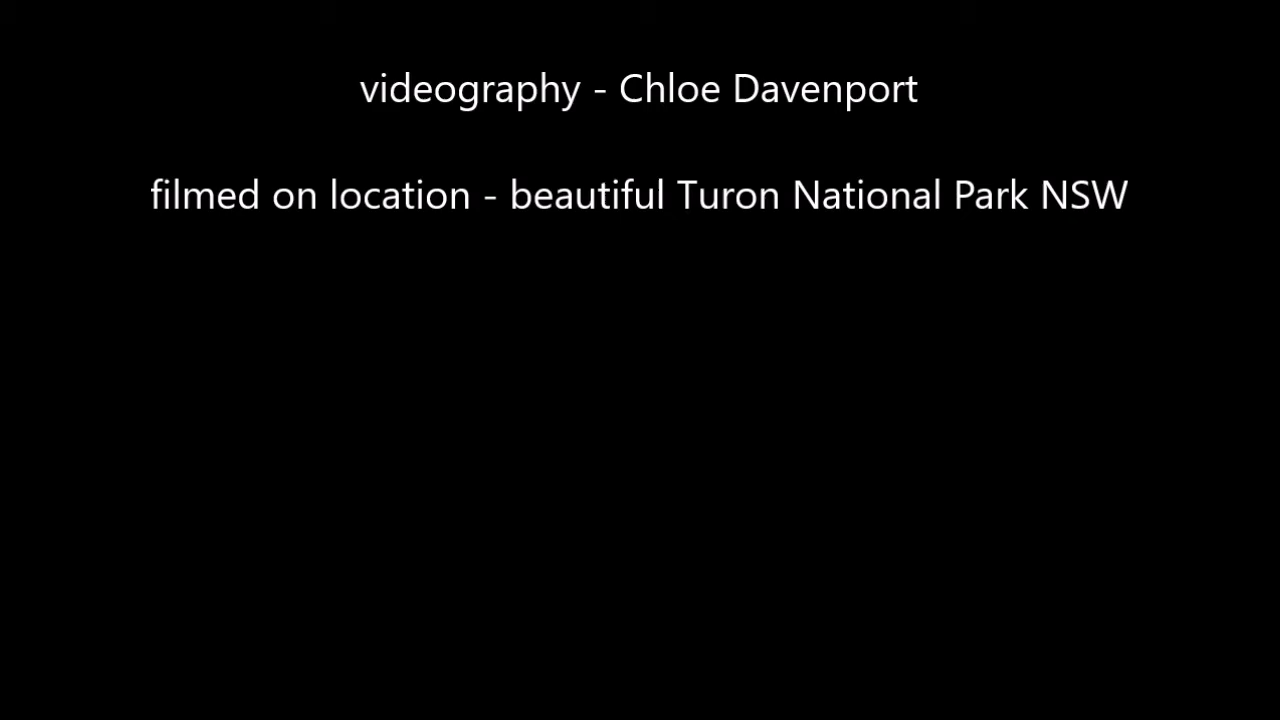 videography - Chloe Davenport
filmed on location - beautiful Turon National Park NSW